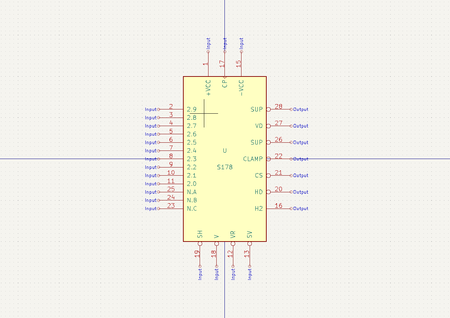 Input Input Input
1 17 15
+VCC CP -VCC
Input 2 2.9 SUP 28 Output
Input 3 2.8
Input 4 2.7 VD 27 Output
Input 5 2.6
Input 6 2.5 SUP 26 Output
Input 7 2.4 U
Input 8 2.3 CLAMP 22 Output
Input 9 2.2 S178
Input 10 2.1 CS 21 Output
Input 11 2.0
Input 25 N.A HD 20 Output
Input 24 N.B
Input 23 N.C H2 16 Output
SH V VR 5V
19 18 12 13
Input Input Input Input